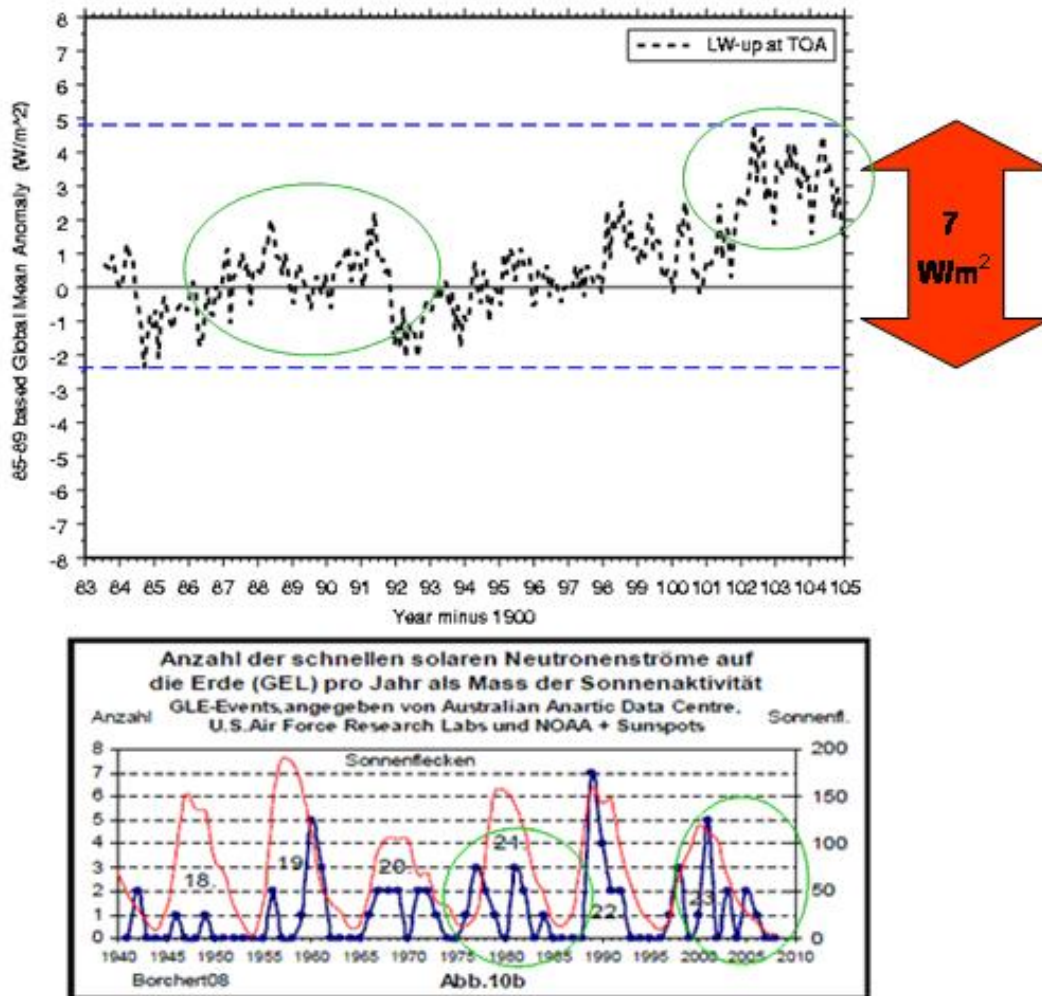 8
7
6
5
4
3
2
1
0
-1
-2
-3
-4
-5
-6
-7
-8
85-89 based Global Mean Anomaly (W/m^2)
LW-up at TOA
83 84 85 86 87 88 89 90 91 92 93 94 95 96 97 98 99 100 101 102 103 104 105
Year minus 1900
7
W/m²
Anzahl der schnellen solaren Neutronenströme auf
die Erde (GEL) pro Jahr als Mass der Sonnenaktivität
GLE-Events,angegeben von Australian Anartic Data Centre,
U.S.Air Force Research Labs und NOAA + Sunspots
Anzahl
Sonnenfl.
Sonnenflecken
8
7
6
5
4
3
2
1
0
200
150
100
50
0
18.
19
20.
21.
22
23.
1940 1945 1950 1955 1960 1965 1970 1975 1980 1985 1990 1995 2000 2005 2010
Borchert08
Abb.10b